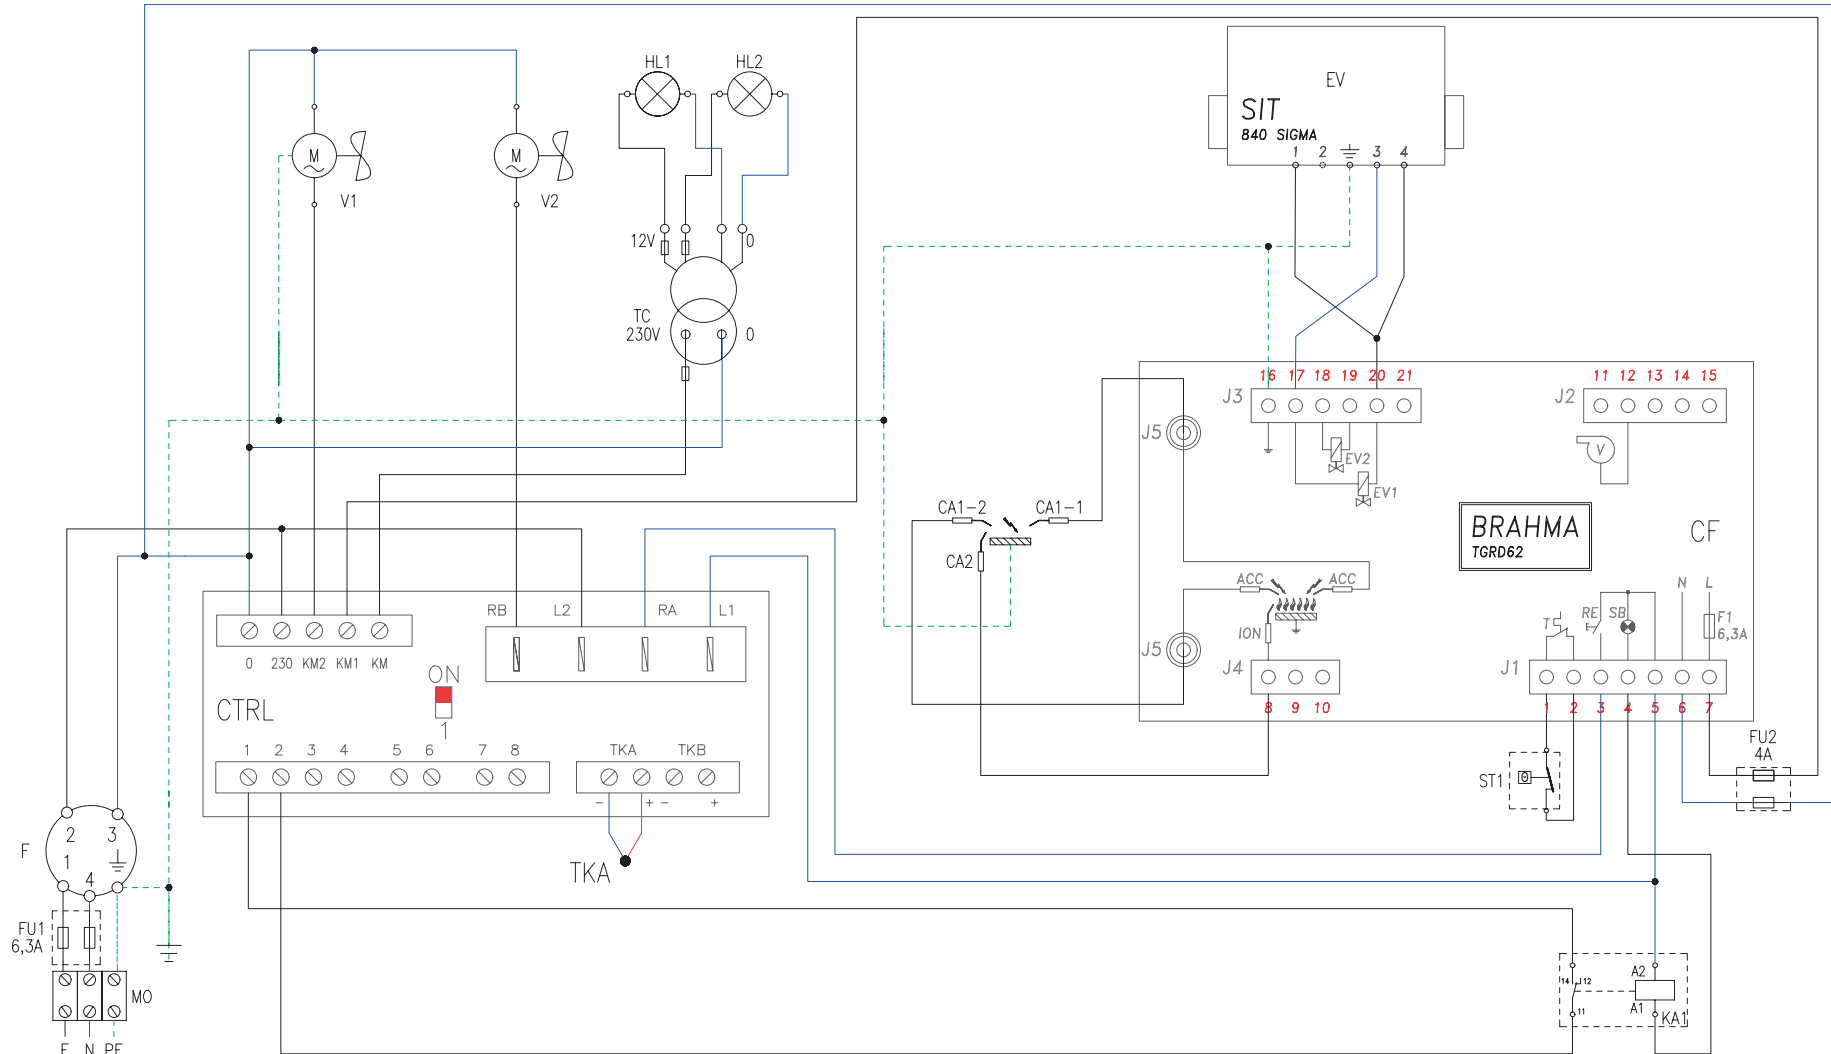 HL1 HL2
EV
SIT
840 SIGMA
1 2 3 4
M M
V1 V2
12V 0
TC
230V 0
16 17 18 19 20 21
11 12 13 14 15
J3 J2
J5
EV2
EV1
V
CA1-2 CA1-1
CA2
BRAHMA
TGRD62
CF
ACC ACC
ION
T RE SB N L
F1
6,3A
J5
J4 J1
8 9 10
1 2 3 4 5 6 7
RB L2 RA L1
0 230 KM2 KM1 KM
ON
1
CTRL
1 2 3 4 5 6 7 8
TKA TKB
− + − +
TKA
FU2
4A
ST1
F
2 3
1
4
FU1
6,3A
MO
F N PE
14 12
11
A2
A1
KA1